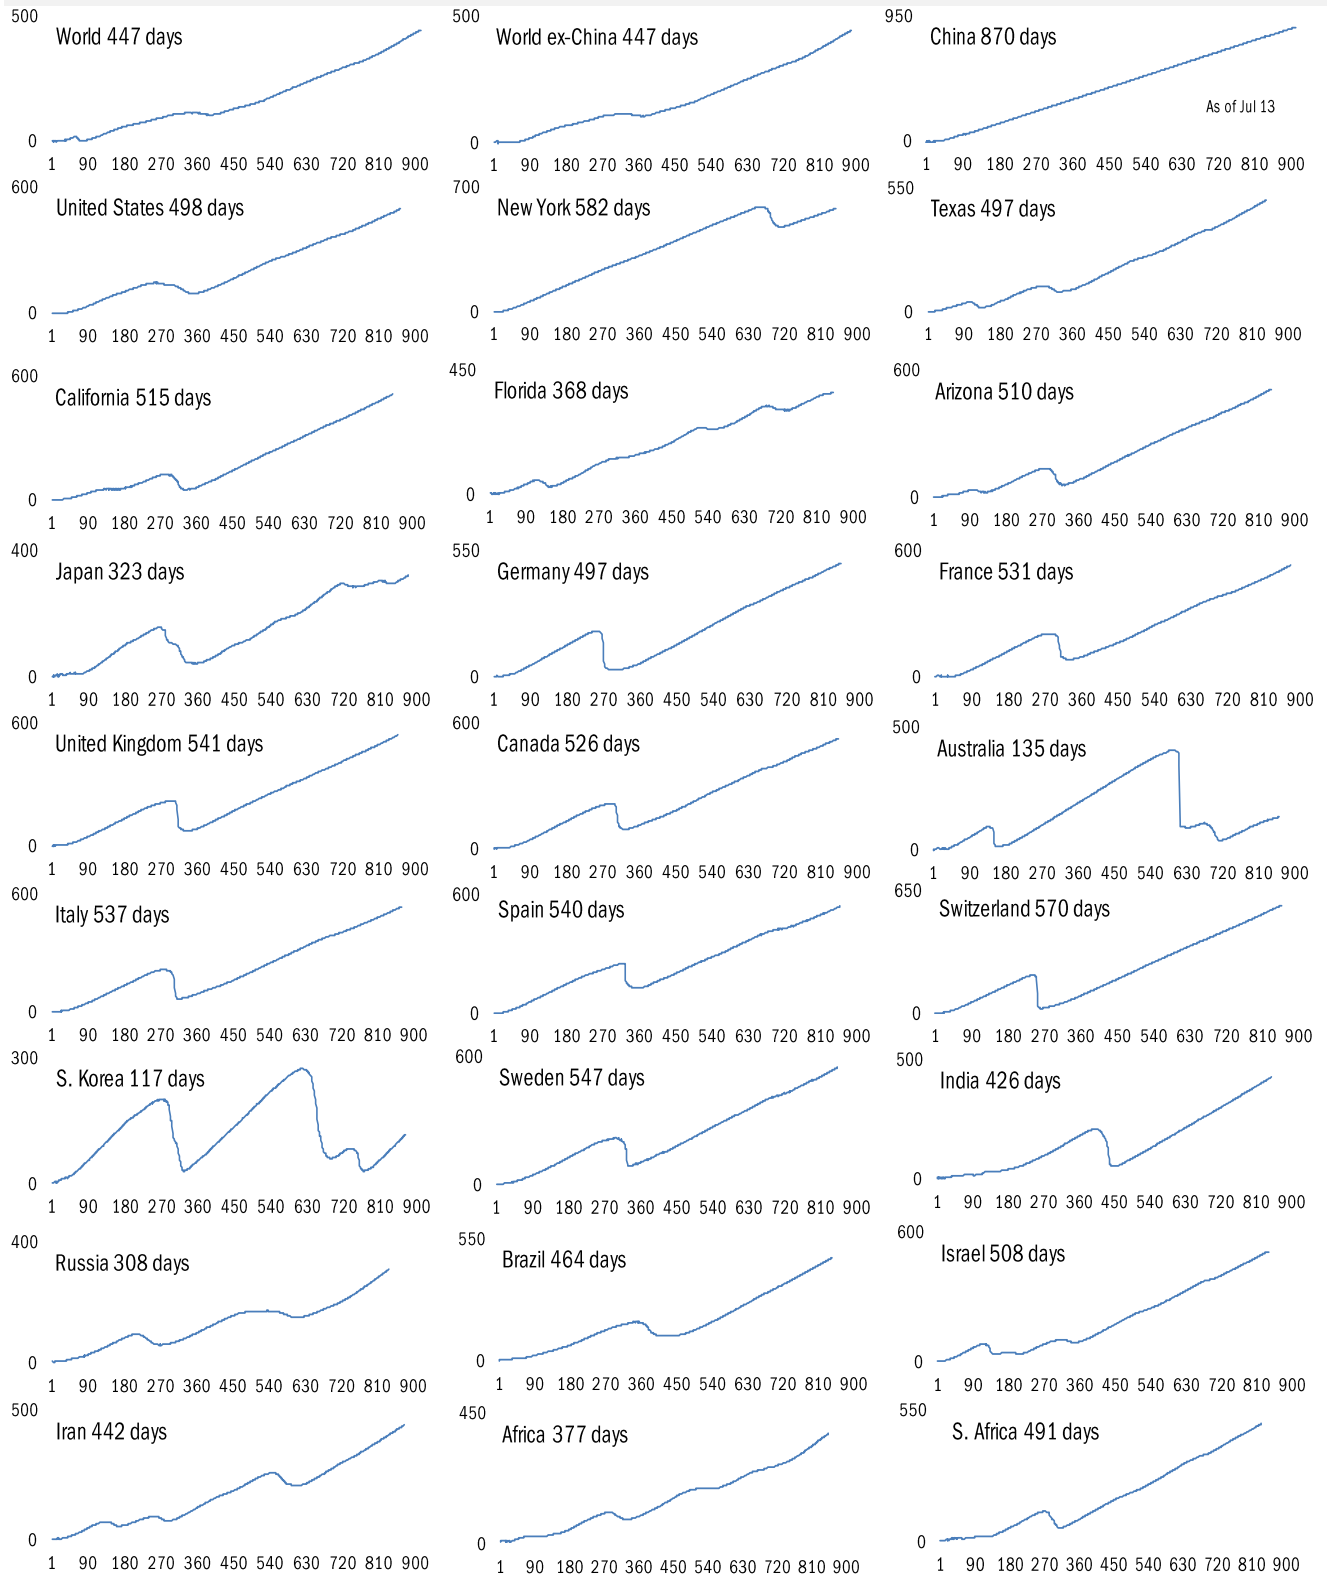 500
World 447 days
0
1 90 180 270 360 450 540 630 720 810 900
500
World ex-China 447 days
0
1 90 180 270 360 450 540 630 720 810 900
950
China 870 days
As of Jul 13
0
1 90 180 270 360 450 540 630 720 810 900
600
United States 498 days
0
1 90 180 270 360 450 540 630 720 810 900
700
New York 582 days
0
1 90 180 270 360 450 540 630 720 810 900
550
Texas 497 days
0
1 90 180 270 360 450 540 630 720 810 900
600
California 515 days
0
1 90 180 270 360 450 540 630 720 810 900
450
Florida 368 days
0
1 90 180 270 360 450 540 630 720 810 900
600
Arizona 510 days
0
1 90 180 270 360 450 540 630 720 810 900
400
Japan 323 days
0
1 90 180 270 360 450 540 630 720 810 900
550
Germany 497 days
0
1 90 180 270 360 450 540 630 720 810 900
600
France 531 days
0
1 90 180 270 360 450 540 630 720 810 900
600
United Kingdom 541 days
0
1 90 180 270 360 450 540 630 720 810 900
600
Canada 526 days
0
1 90 180 270 360 450 540 630 720 810 900
500
Australia 135 days
0
1 90 180 270 360 450 540 630 720 810 900
600
Italy 537 days
0
1 90 180 270 360 450 540 630 720 810 900
600
Spain 540 days
0
1 90 180 270 360 450 540 630 720 810 900
650
Switzerland 570 days
0
1 90 180 270 360 450 540 630 720 810 900
300
S. Korea 117 days
0
1 90 180 270 360 450 540 630 720 810 900
600
Sweden 547 days
0
1 90 180 270 360 450 540 630 720 810 900
500
India 426 days
0
1 90 180 270 360 450 540 630 720 810 900
400
Russia 308 days
0
1 90 180 270 360 450 540 630 720 810 900
550
Brazil 464 days
0
1 90 180 270 360 450 540 630 720 810 900
600
Israel 508 days
0
1 90 180 270 360 450 540 630 720 810 900
500
Iran 442 days
0
1 90 180 270 360 450 540 630 720 810 900
450
Africa 377 days
0
1 90 180 270 360 450 540 630 720 810 900
550
S. Africa 491 days
0
1 90 180 270 360 450 540 630 720 810 900